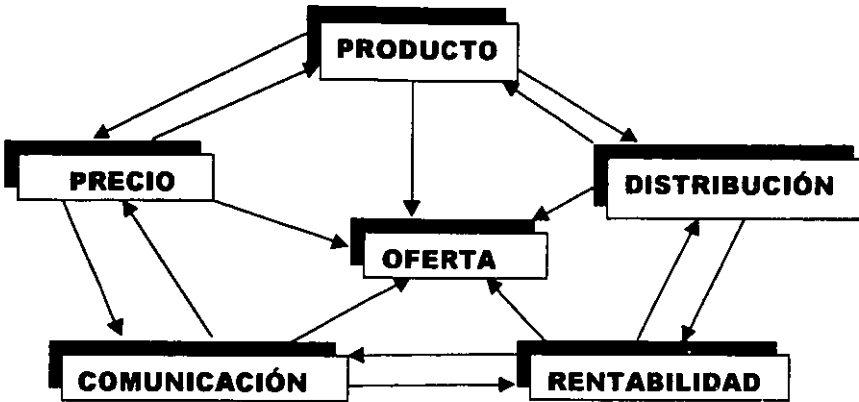 PRODUCTO
PRECIO
DISTRIBUCIÓN
OFERTA
COMUNICACIÓN
RENTABILIDAD